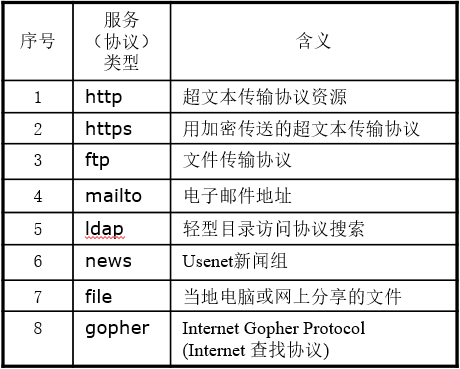 序号 服务（协议）类型 含义
1 http 超文本传输协议资源
2 https 用加密传送的超文本传输协议
3 ftp 文件传输协议
4 mailto 电子邮件地址
5 ldap 轻型目录访问协议搜索
6 news Usenet新闻组
7 file 当地电脑或网上分享的文件
8 gopher Internet Gopher Protocol
(Internet 查找协议)